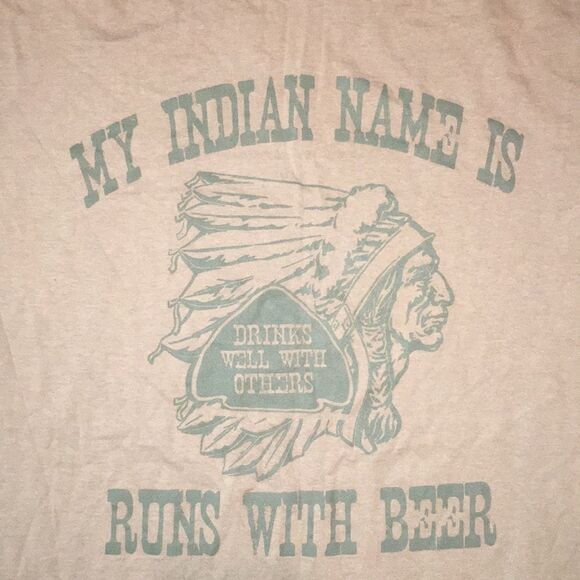 MY INDIAN NAME IS
DRINKS
WELL WITH
OTHERS
RUNS WITH BEER